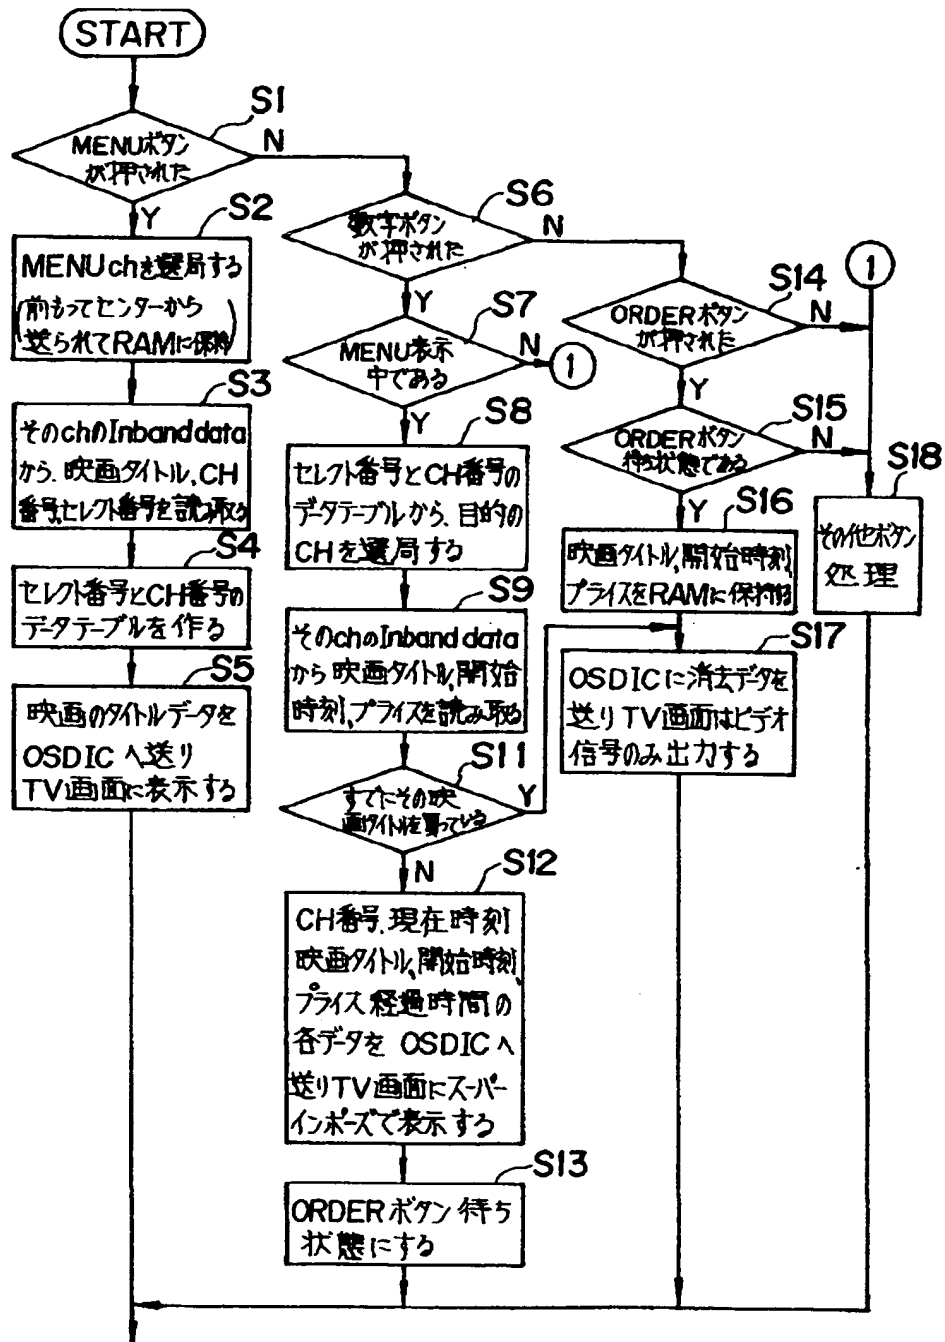 START
S1
MENUボタン
が押された
N
Y
S2
MENUchを選局する
(前もってセンターから
送られてRAMに保持)
S3
そのchのInband data
から、映画タイトル、CH
番号、セレクト番号を読み取る
S4
セレクト番号とCH番号の
データテーブルを作る
S5
映画のタイトルデータを
OSDICへ送り
TV画面に表示する
S6
数字ボタン
が押された
N
Y
S7
MENU表示
中である
N
1
Y
S8
セレクト番号とCH番号の
データテーブルから、目的の
CHを選局する
S9
そのchのInband data
から映画タイトル、開始
時刻、プライスを読み取る
S11
すでにその映
画タイトルを買っている
Y
N
S12
CH番号、現在時刻
映画タイトル、開始時刻、
プライス経過時間の
各データをOSDICへ
送りTV画面にスーパー
インポーズで表示する
S13
ORDERボタン待ち
状態にする
S14
ORDERボタン
が押された
N
Y
S15
ORDERボタン
待ち状態である
N
Y
S16
映画タイトル、開始時刻、
プライスをRAMに保持する
S17
OSDICに消去データを
送りTV画面はビデオ
信号のみ出力する
1
S18
その他ボタン
処理